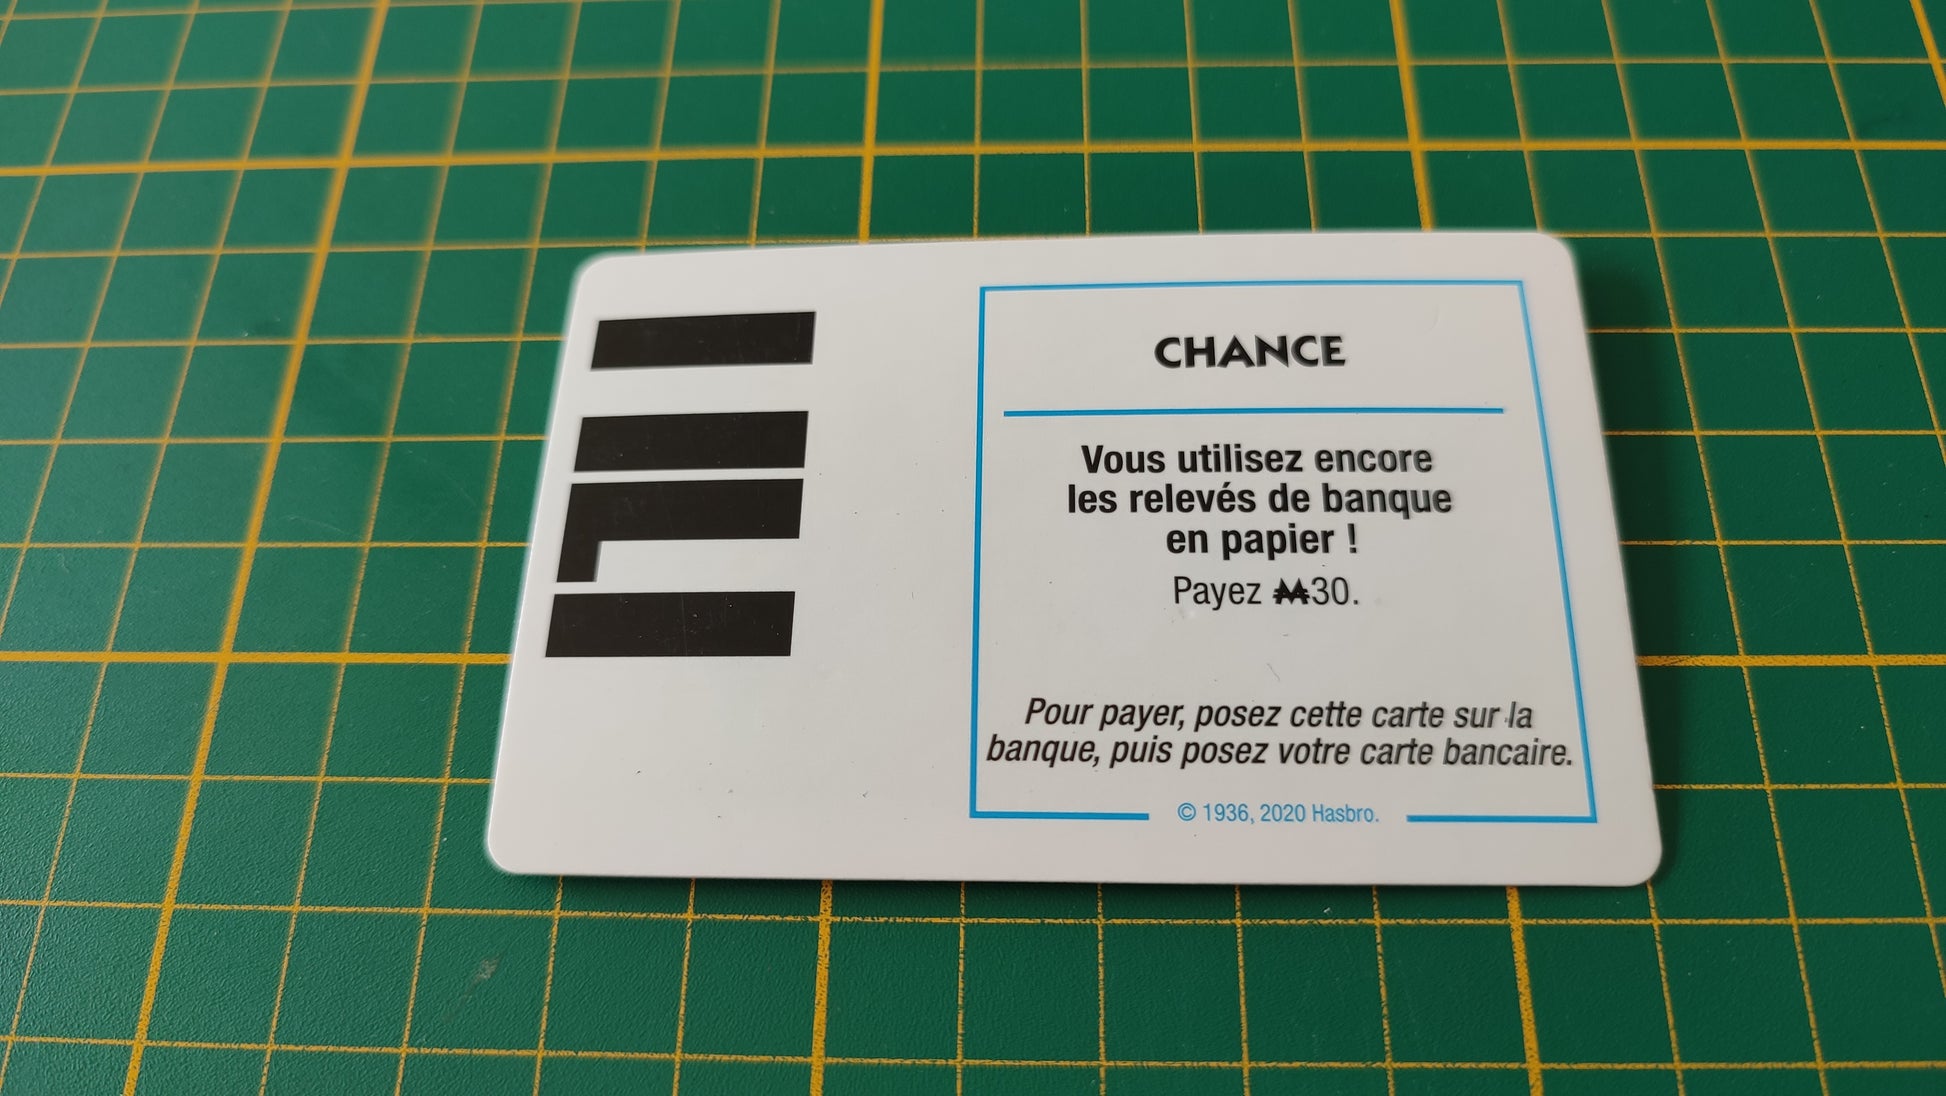 CHANCE
Vous utilisez encore
les relevés de banque
en papier !
Payez M30.
Pour payer, posez cette carte sur la
banque, puis posez votre carte bancaire.
© 1936, 2020 Hasbro.